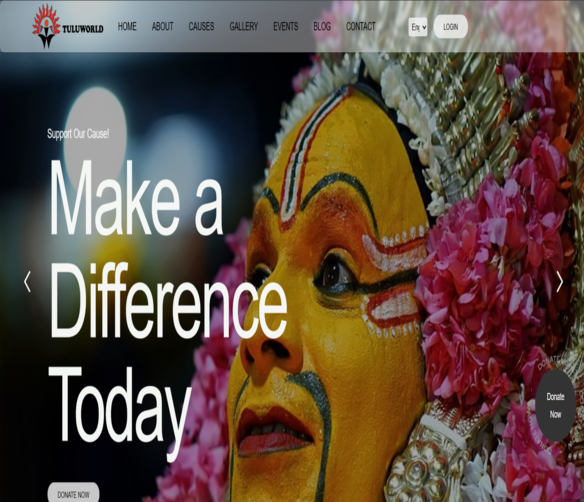 TULUWORLD
HOME ABOUT CAUSES GALLERY EVENTS BLOG CONTACT
Eng
LOGIN
Support Our Cause!
Make a
Difference
Today
DONATE NOW
DONATE
Donate
Now